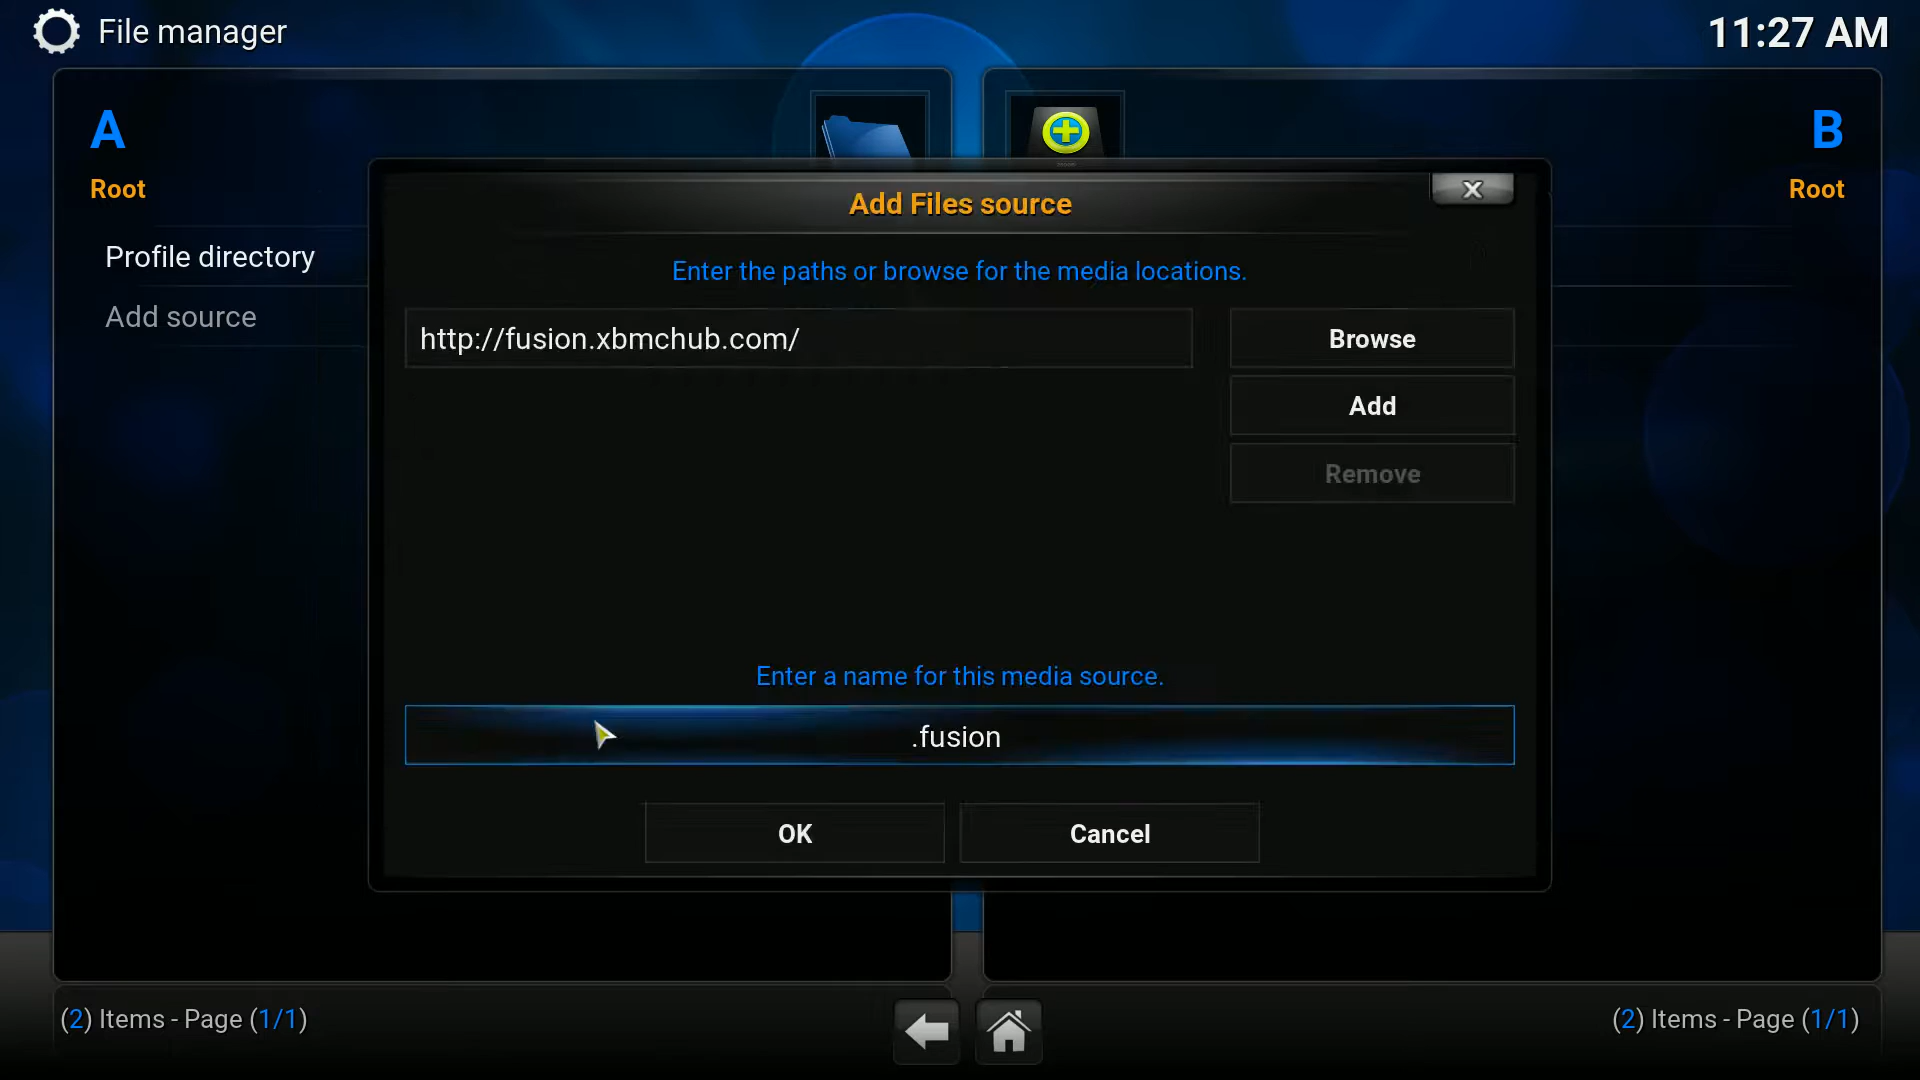 File manager
11:27 AM
A
B
Root
Root
Profile directory
Add source
Add Files source
X
Enter the paths or browse for the media locations.
http://fusion.xbmchub.com/
Browse
Add
Remove
Enter a name for this media source.
.fusion
OK
Cancel
(2) Items - Page (1/1)
(2) Items - Page (1/1)